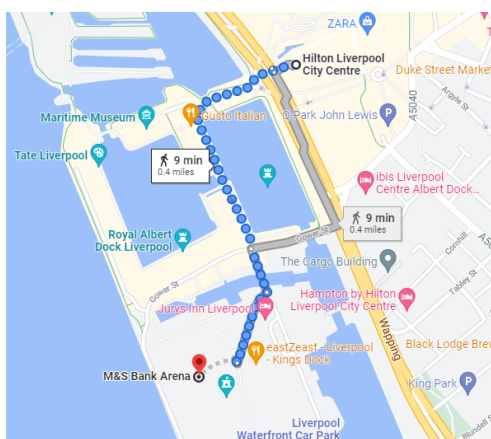 ZARA
Hilton Liverpool
City Centre
Duke Street Market
Argyle St
Maritime Museum
Gusto Italian
Q-Park John Lewis
A5040
Tate Liverpool
9 min
0.4 miles
ibis Liverpool
Centre Albert Dock...
9 min
0.4 miles
Royal Albert
Dock Liverpool
Gower St
Cornhill
The Cargo Building
Tabley St
Gower St
Hampton by Hilton
Liverpool City Centre
Jurys Inn Liverpool
Wapping
eastZeast - Liverpool
- Kings Dock
Black Lodge Brew
M&S Bank Arena
King Park
Liverpool
Waterfront Car Park
Blundell S